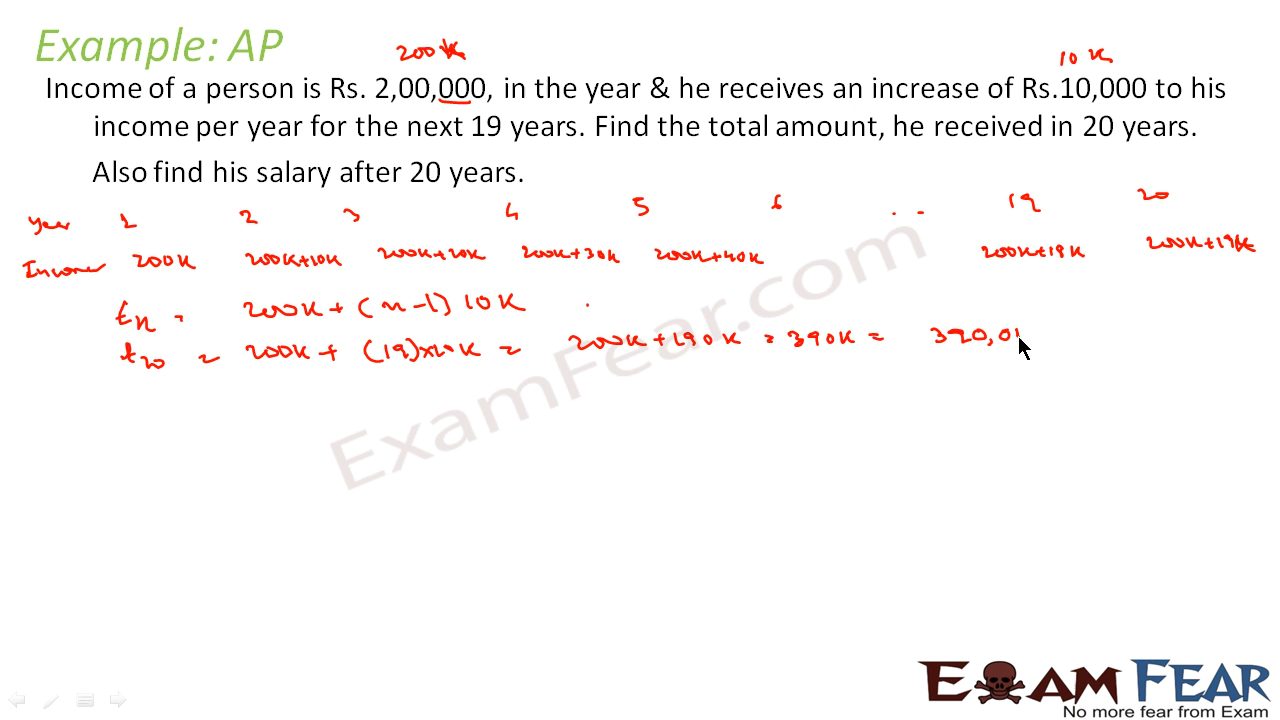 Example: AP
200K
10K
Income of a person is Rs. 2,00,000, in the year & he receives an increase of Rs.10,000 to his
income per year for the next 19 years. Find the total amount, he received in 20 years.
Also find his salary after 20 years.
Year 1 2 3 4 5 6 .. 19 20
Income 200K 200K+10K 200K+20K 200K+30K 200K+40K 200K+18K 200K+19K
tn = 200K + (n-1) 10K .
t20 = 200K + (19)×10K = 200K+190K = 390K = 390,0
ExamFear.com
EXAM FEAR
No more fear from Exam